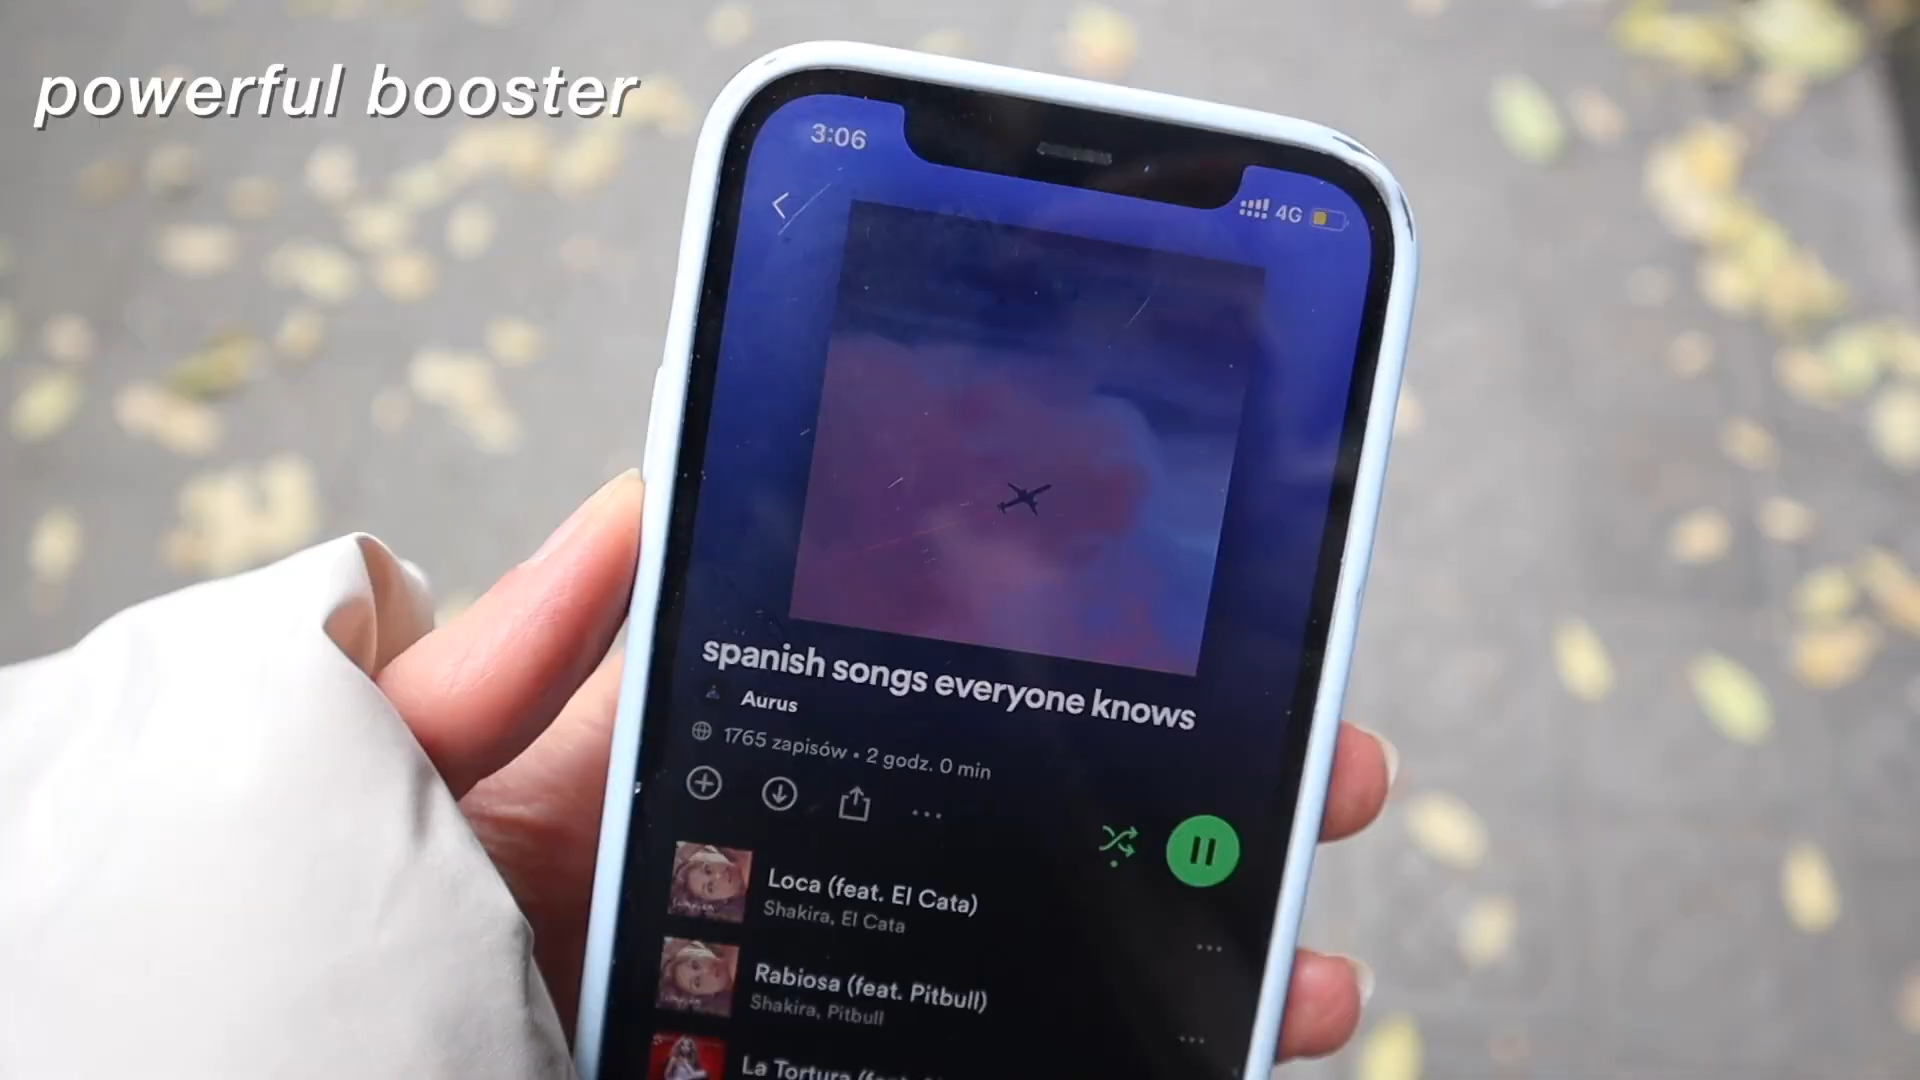 powerful booster
3:06
4G
spanish songs everyone knows
Aurus
1765 zapisów • 2 godz. 0 min
Loca (feat. El Cata)
Shakira, El Cata
Rabiosa (feat. Pitbull)
Shakira, Pitbull
La Tortura